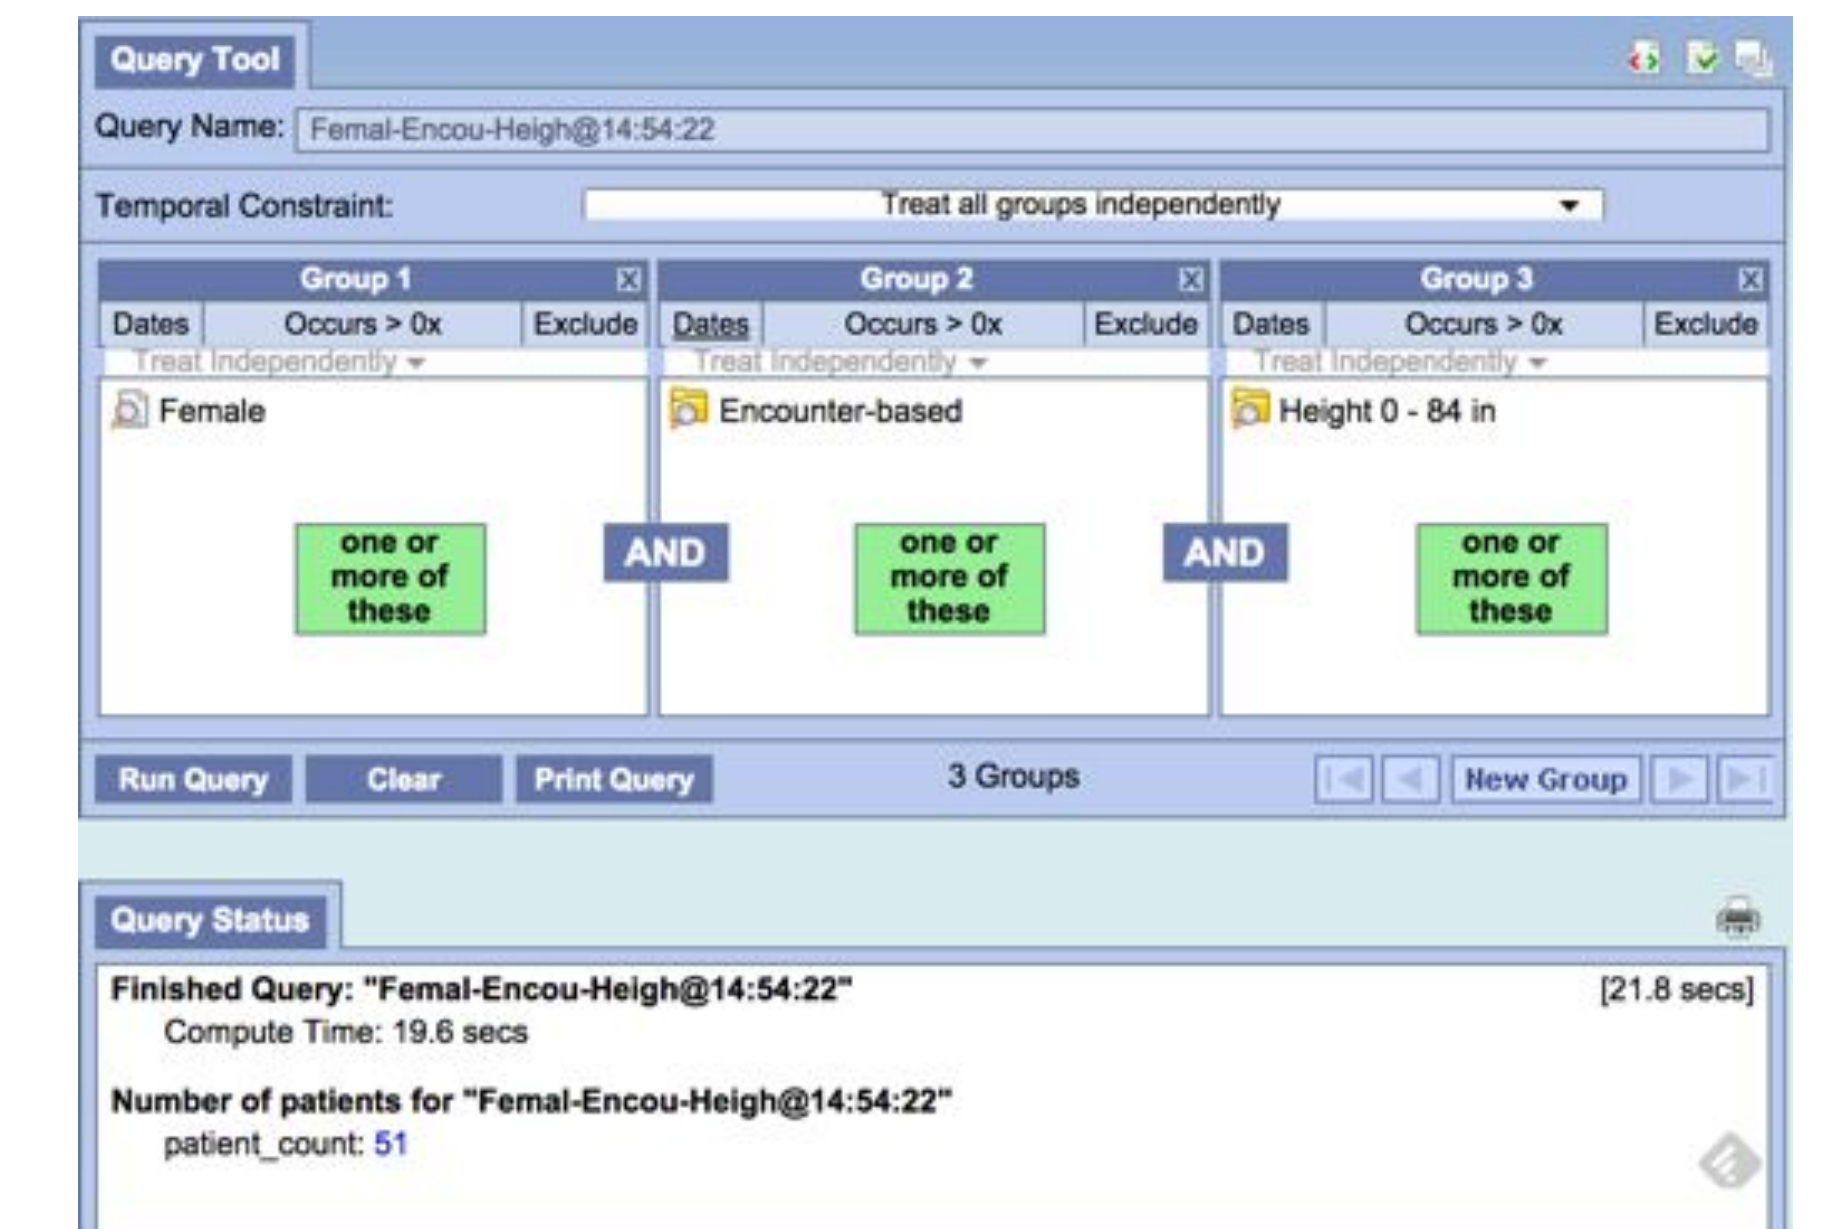 Query Tool
Query Name: Femal-Encou-Heigh@14:54:22
Temporal Constraint: Treat all groups independently
Group 1 X Group 2 X Group 3 X
Dates Occurs > 0x Exclude Dates Occurs > 0x Exclude Dates Occurs > 0x Exclude
Treat Independently Treat Independently Treat Independently
Female Encounter-based Height 0 - 84 in
one or more of these AND one or more of these AND one or more of these
Run Query Clear Print Query 3 Groups New Group
Query Status
Finished Query: "Femal-Encou-Heigh@14:54:22" [21.8 secs]
Compute Time: 19.6 secs
Number of patients for "Femal-Encou-Heigh@14:54:22"
patient_count: 51